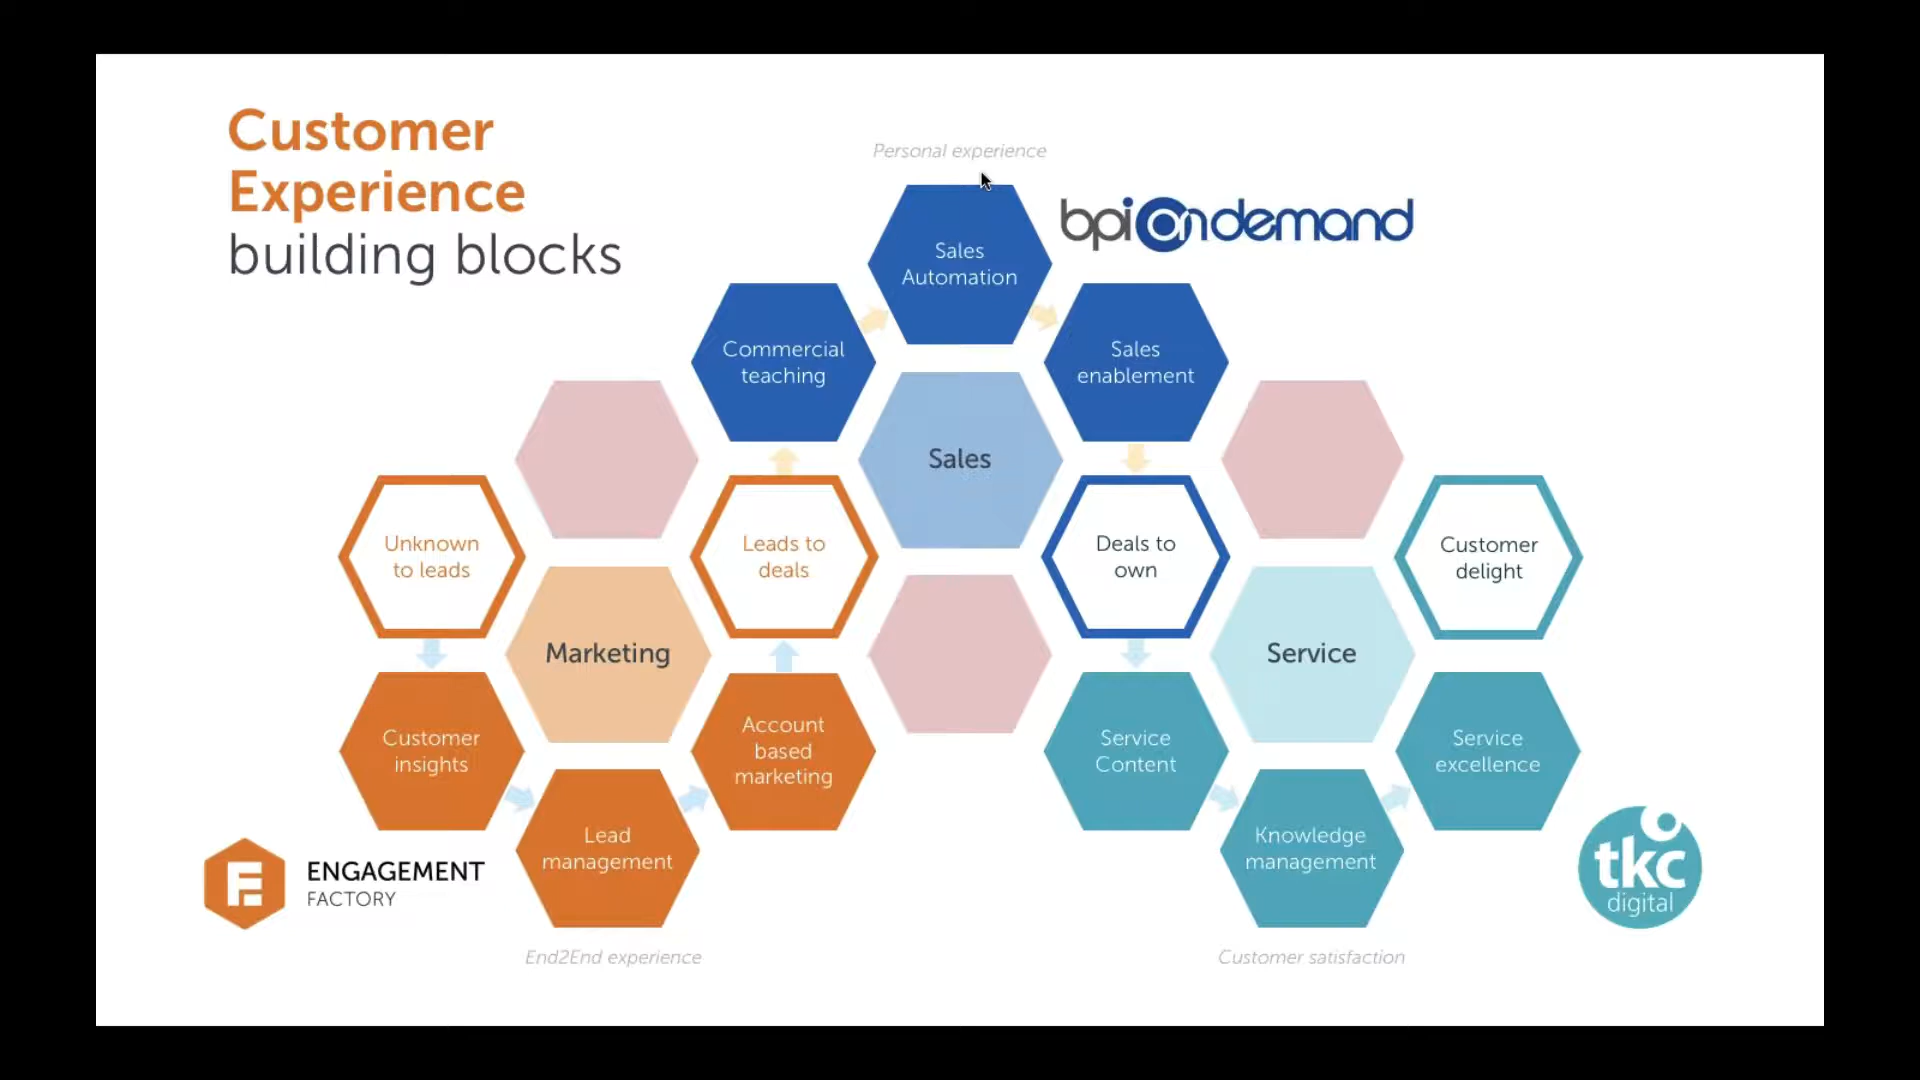 Customer
Experience
building blocks
Personal experience
bpi on demand
Sales
Automation
Commercial
teaching
Sales
enablement
Sales
Unknown
to leads
Leads to
deals
Deals to
own
Customer
delight
Marketing
Service
Customer
insights
Account
based
marketing
Service
Content
Service
excellence
Lead
management
Knowledge
management
ENGAGEMENT
FACTORY
tkc
digital
End2End experience
Customer satisfaction